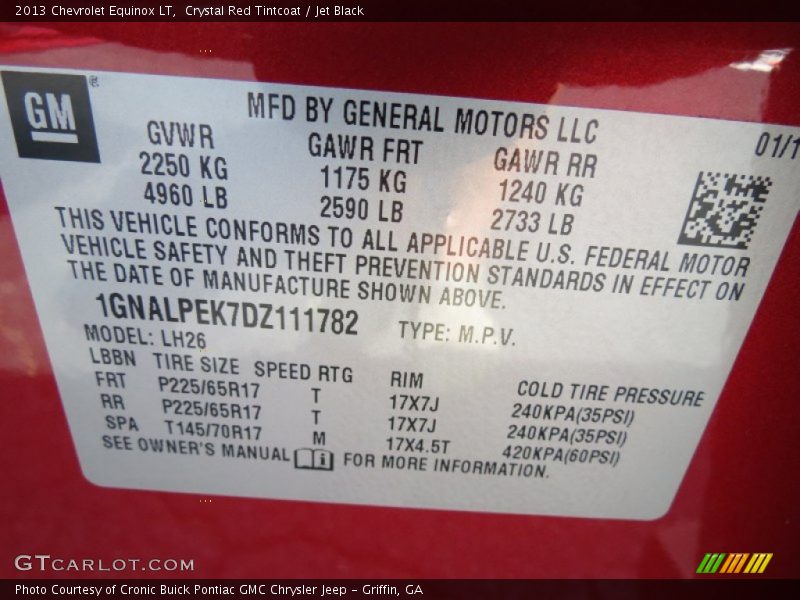 2013 Chevrolet Equinox LT,  Crystal Red Tintcoat / Jet Black
GM®
MFD BY GENERAL MOTORS LLC
01/1
GVWR GAWR FRT GAWR RR
2250 KG 1175 KG 1240 KG
4960 LB 2590 LB 2733 LB
THIS VEHICLE CONFORMS TO ALL APPLICABLE U.S. FEDERAL MOTOR
VEHICLE SAFETY AND THEFT PREVENTION STANDARDS IN EFFECT ON
THE DATE OF MANUFACTURE SHOWN ABOVE.
1GNALPEK7DZ111782 TYPE: M.P.V.
MODEL: LH26
LBBN TIRE SIZE SPEED RTG RIM COLD TIRE PRESSURE
FRT P225/65R17 T 17X7J 240KPA(35PSI)
RR P225/65R17 T 17X7J 240KPA(35PSI)
SPA T145/70R17 M 17X4.5T 420KPA(60PSI)
SEE OWNER'S MANUAL i FOR MORE INFORMATION.
GTCARLOT.COM
Photo Courtesy of Cronic Buick Pontiac GMC Chrysler Jeep - Griffin, GA